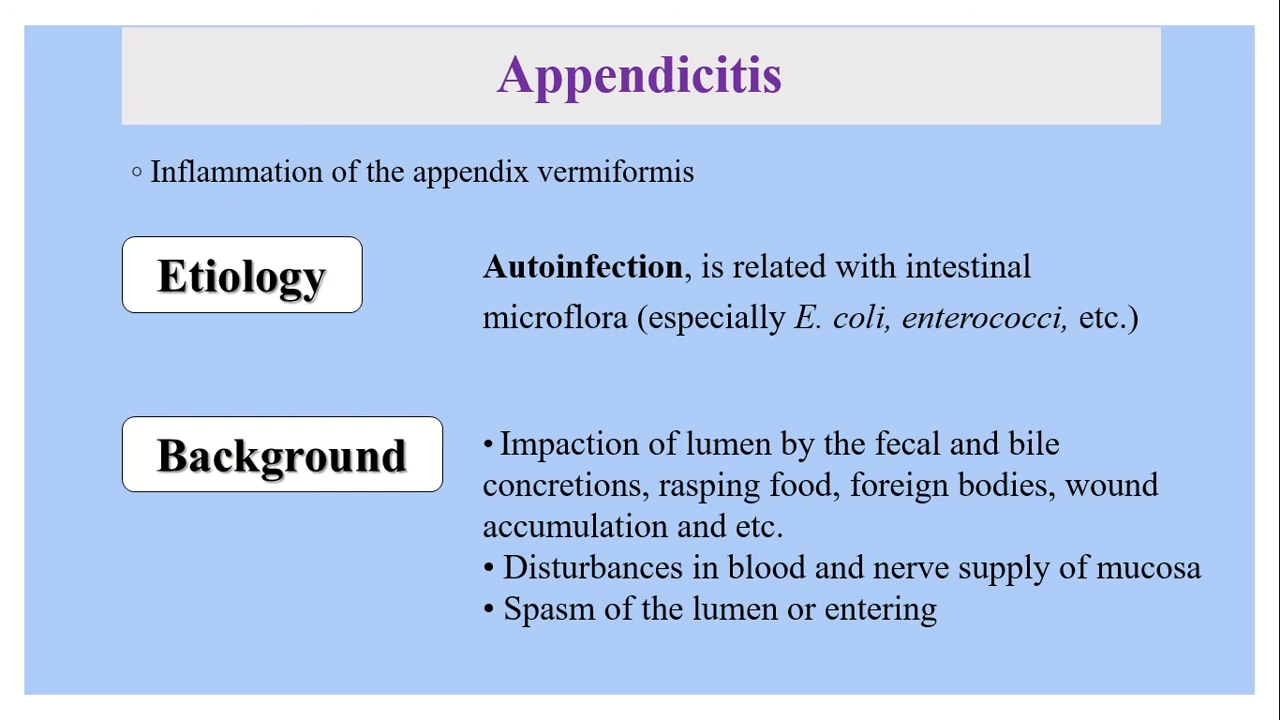 Appendicitis
◦ Inflammation of the appendix vermiformis
Etiology
Autoinfection, is related with intestinal
microflora (especially E. coli, enterococci, etc.)
Background
• Impaction of lumen by the fecal and bile
concretions, rasping food, foreign bodies, wound
accumulation and etc.
• Disturbances in blood and nerve supply of mucosa
• Spasm of the lumen or entering